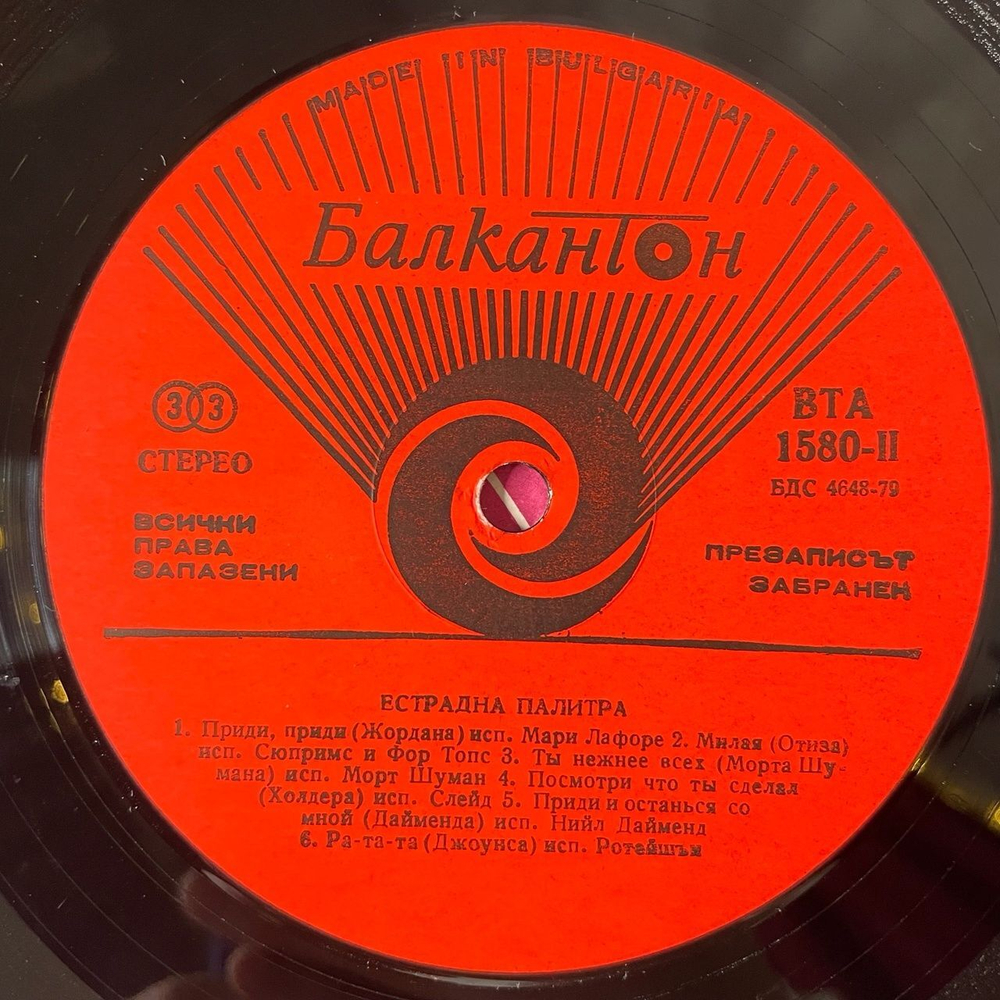 MADE IN BULGARIA
Балкантон
33
СТЕРЕО
ВСИЧКИ
ПРАВА
ЗАПАЗЕНИ
ВТА
1580-II
БДС 4648-79
ПРЕЗАПИСЪТ
ЗАБРАНЕН
ЕСТРАДНА ПАЛИТРА
1. Приди, приди (Жордана) исп. Мари Лафоре 2. Милая (Отиза)
исп. Сюпримс и Фор Топс 3. Ты нежнее всех (Морта Шу-
мана) исп. Морт Шуман 4. Посмотри что ты сделал
(Холдера) исп. Слейд 5. Приди и останься со
мной (Дайменда) исп. Нийл Дайменд
6. Ра-та-та (Джоунса) исп. Ротейшън